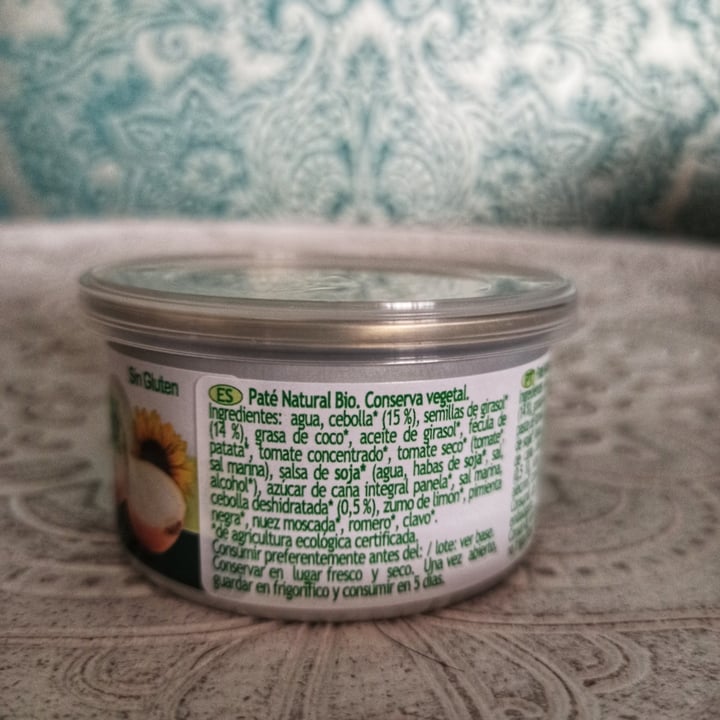 Sin Gluten
ES Paté Natural Bio. Conserva vegetal.
Ingredientes: agua, cebolla* (15 %), semillas de girasol*
(14 %), grasa de coco*, aceite de girasol*, fécula de
patata*, tomate concentrado*, tomate seco* (tomate*,
sal marina), salsa de soja* (agua, habas de soja*, sal,
alcohol*), azúcar de caña integral panela*, sal marina,
cebolla deshidratada* (0,5 %), zumo de limón*, pimienta
negra*, nuez moscada*, romero*, clavo*.
*de agricultura ecológica certificada.
Consumir preferentemente antes del: / lote: ver base.
Conservar en lugar fresco y seco. Una vez abierto,
guardar en frigorífico y consumir en 5 días.